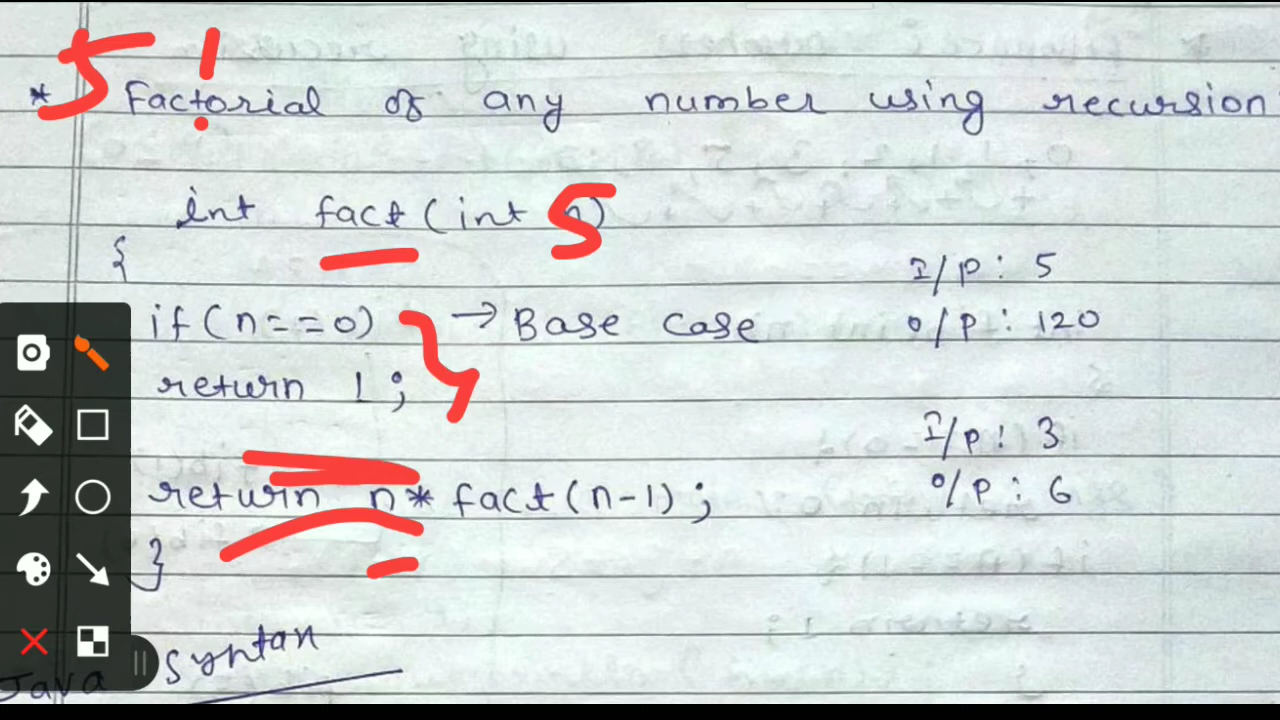 5!
* Factorial of any number using recursion:
int fact(int 5)
{
I/P: 5
if(n==0) → Base case
O/P: 120
return 1;
I/P: 3
return n* fact(n-1);
O/P: 6
}
Java Syntax